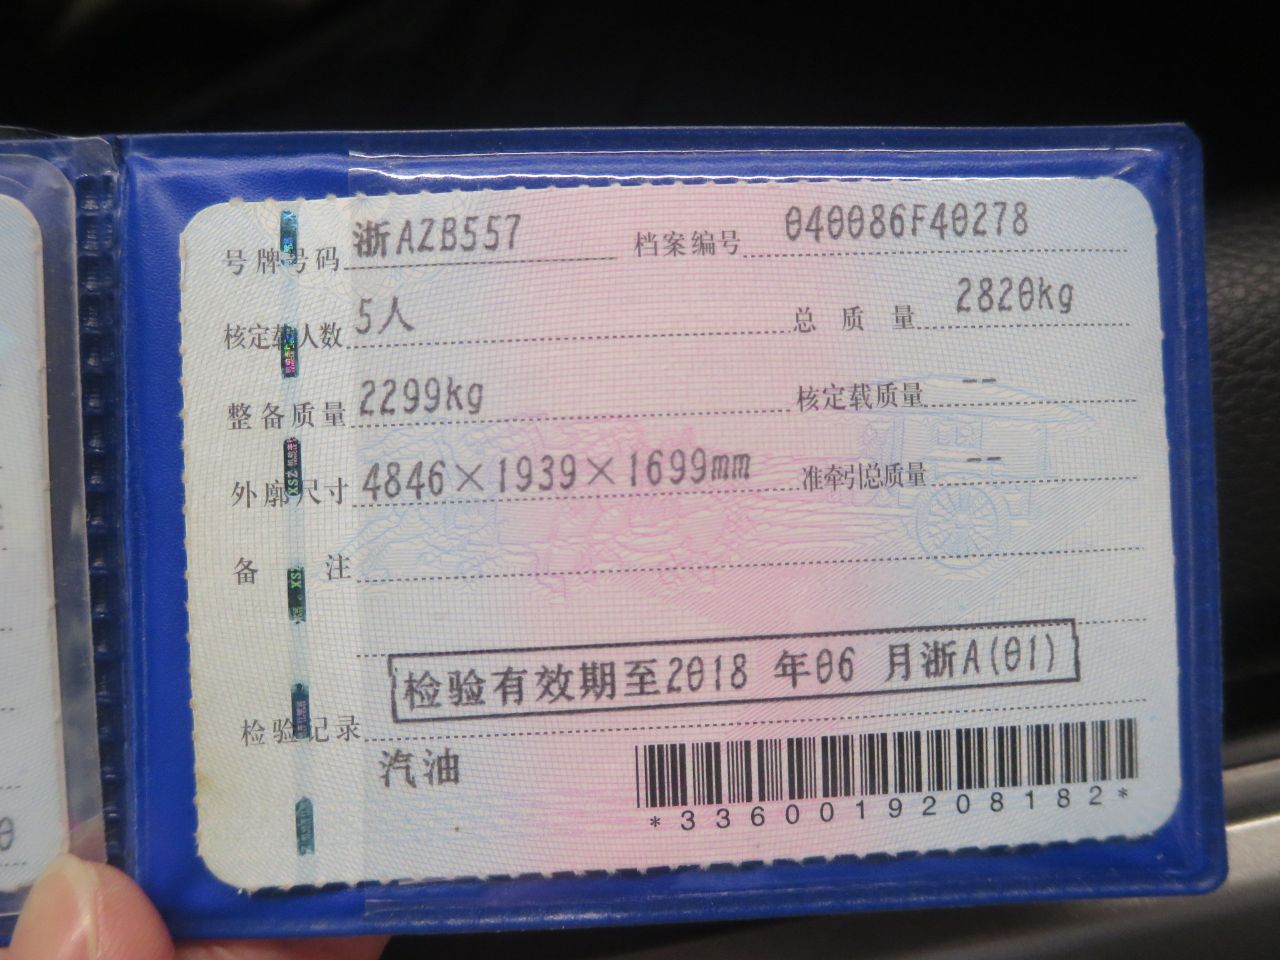 号牌号码 浙AZB557 档案编号 040086F40278
核定载人数 5人 总质量 2820kg
整备质量 2299kg 核定载质量 --
外廓尺寸 4846×1939×1699mm 准牵引总质量 --
备注
检验有效期至2018 年06 月浙A(01)
检验记录
汽油
*3360019208182*